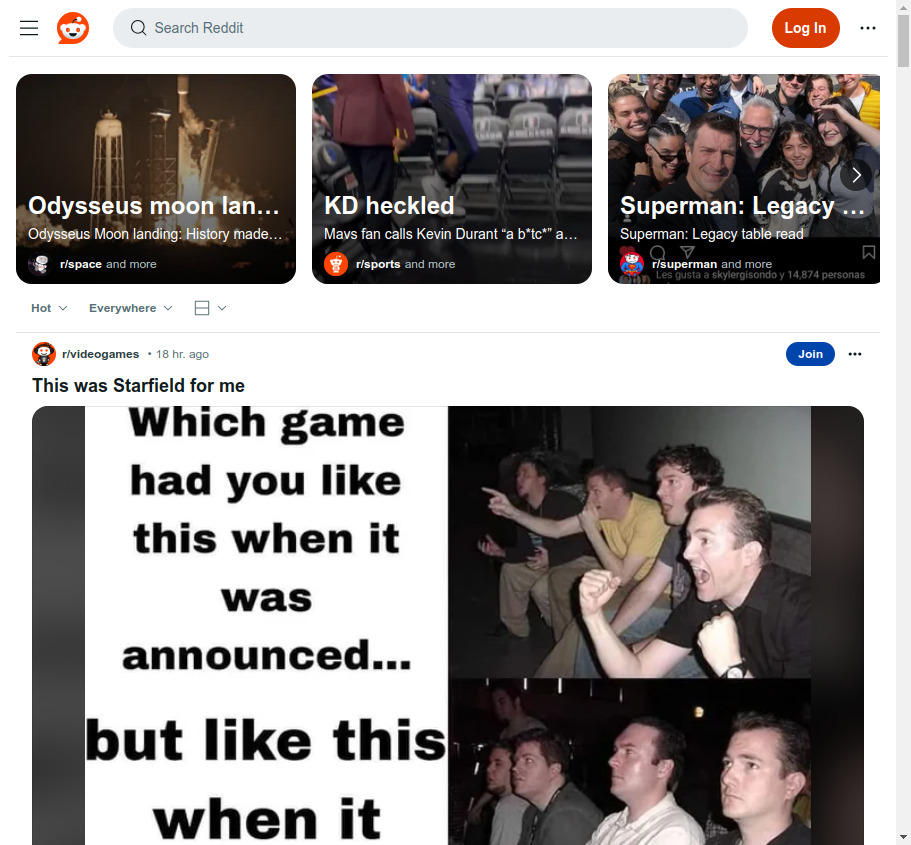 Search Reddit
Log In
Odysseus moon lan...
Odysseus Moon landing: History made...
r/space and more
KD heckled
Mavs fan calls Kevin Durant “a b*tc*” a...
r/sports and more
Superman: Legacy ...
Superman: Legacy table read
r/superman and more
Les gusta a skylergisondo y 14,874 personas
Hot
Everywhere
r/videogames • 18 hr. ago
Join
This was Starfield for me
Which game
had you like
this when it
was
announced...
but like this
when it